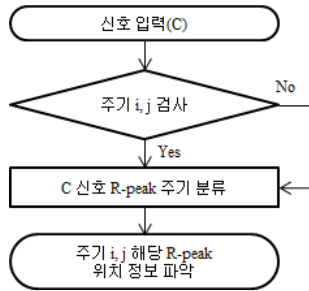 신호 입력(C)
주기 i, j 검사
No
Yes
C 신호 R-peak 주기 분류
주기 i, j 해당 R-peak
위치 정보 파악